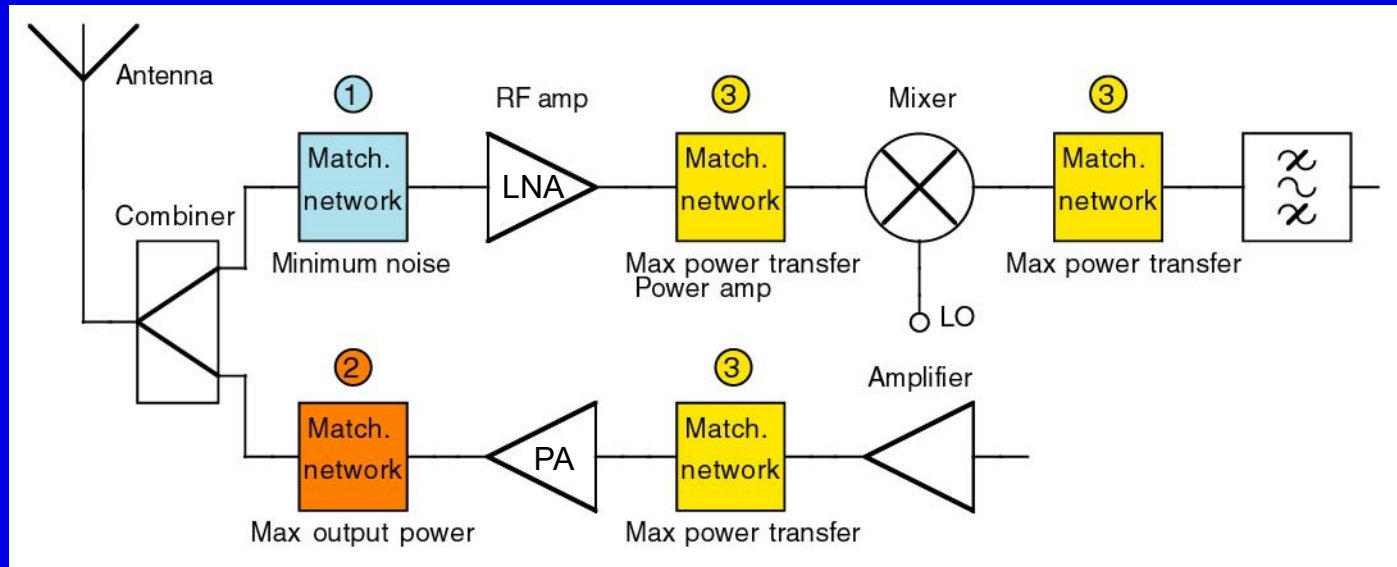 Antenna
1
RF amp
3
Mixer
3
Match.
network
LNA
Match.
network
Match.
network
Combiner
Minimum noise
Max power transfer
Power amp
Max power transfer
LO
2
3
Amplifier
Match.
network
PA
Match.
network
Max output power
Max power transfer